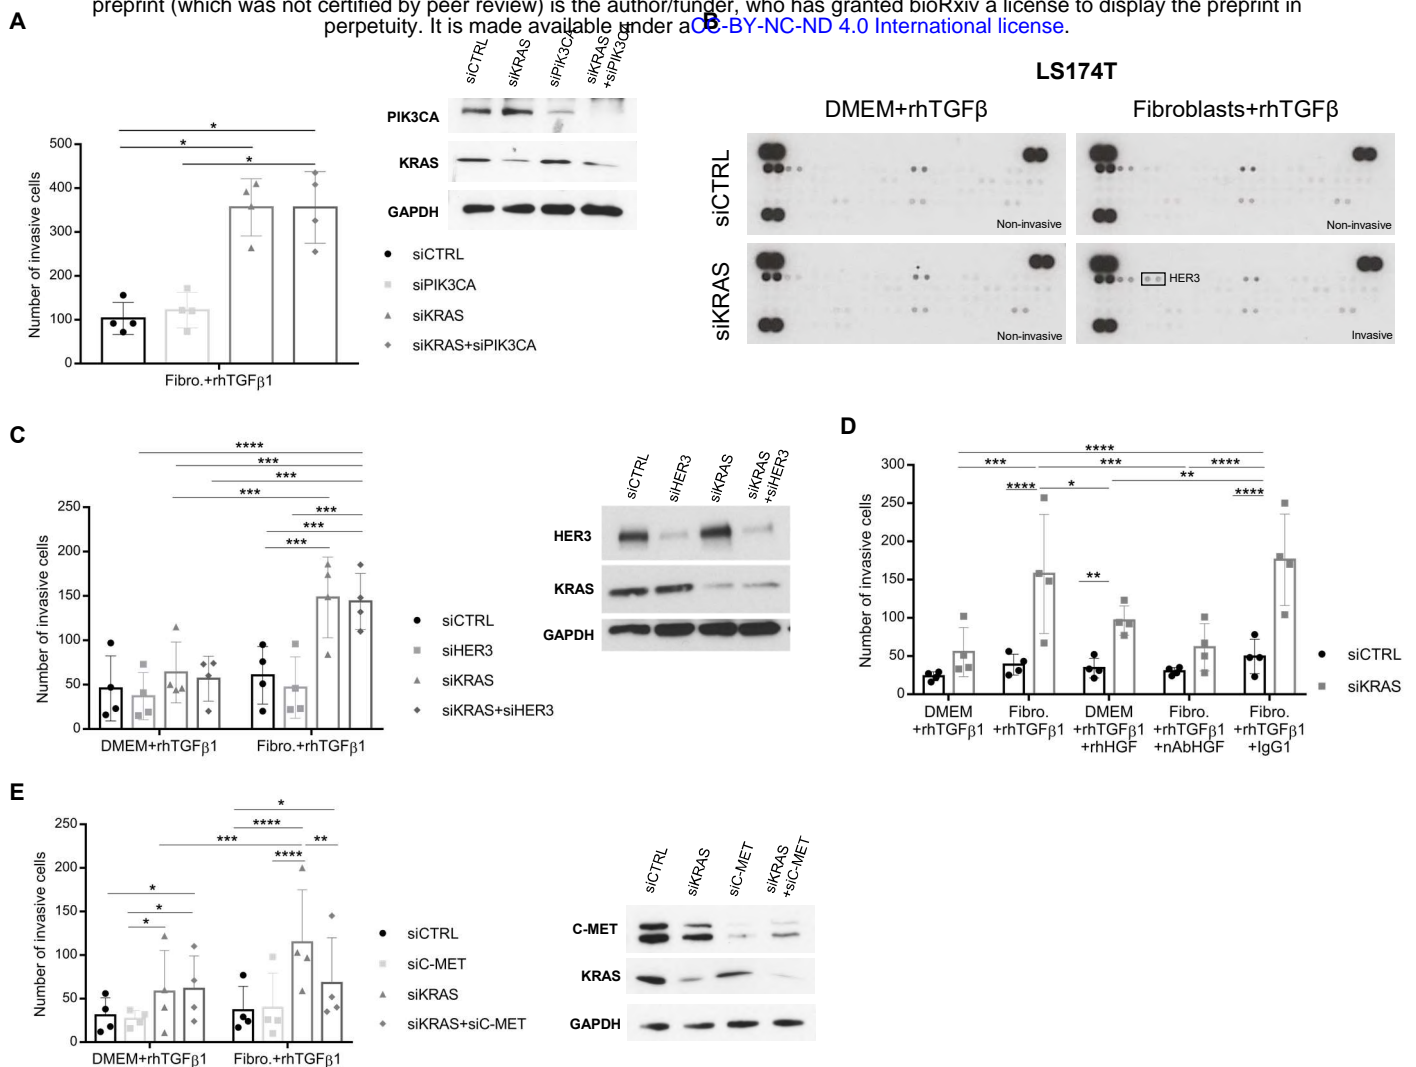 preprint (which was not certified by peer review) is the author/funder, who has granted bioRxiv a license to display the preprint in
perpetuity. It is made available under aCC-BY-NC-ND 4.0 International license.
A
siCTRL
siKRAS
siPIK3CA
siKRAS
+siPIK3CA
PIK3CA
KRAS
GAPDH
Number of invasive cells
500
400
300
200
100
0
*
*
*
Fibro.+rhTGFβ1
siCTRL
siPIK3CA
siKRAS
siKRAS+siPIK3CA
B
LS174T
DMEM+rhTGFβ
Fibroblasts+rhTGFβ
siCTRL
Non-invasive
Non-invasive
siKRAS
HER3
Non-invasive
Invasive
C
Number of invasive cells
250
200
150
100
50
0
****
***
***
***
***
***
***
DMEM+rhTGFβ1
Fibro.+rhTGFβ1
siCTRL
siHER3
siKRAS
siKRAS+siHER3
siCTRL
siHER3
siKRAS
siKRAS
+siHER3
HER3
KRAS
GAPDH
D
Number of invasive cells
300
250
200
150
100
50
0
****
***
***
****
**
****
*
****
**
DMEM
+rhTGFβ1
Fibro.
+rhTGFβ1
DMEM
+rhTGFβ1
+rhHGF
Fibro.
+rhTGFβ1
+nAbHGF
Fibro.
+rhTGFβ1
+IgG1
siCTRL
siKRAS
E
Number of invasive cells
250
200
150
100
50
0
*
****
***
**
****
*
*
*
DMEM+rhTGFβ1
Fibro.+rhTGFβ1
siCTRL
siC-MET
siKRAS
siKRAS+siC-MET
siCTRL
siKRAS
siC-MET
siKRAS
+siC-MET
C-MET
KRAS
GAPDH